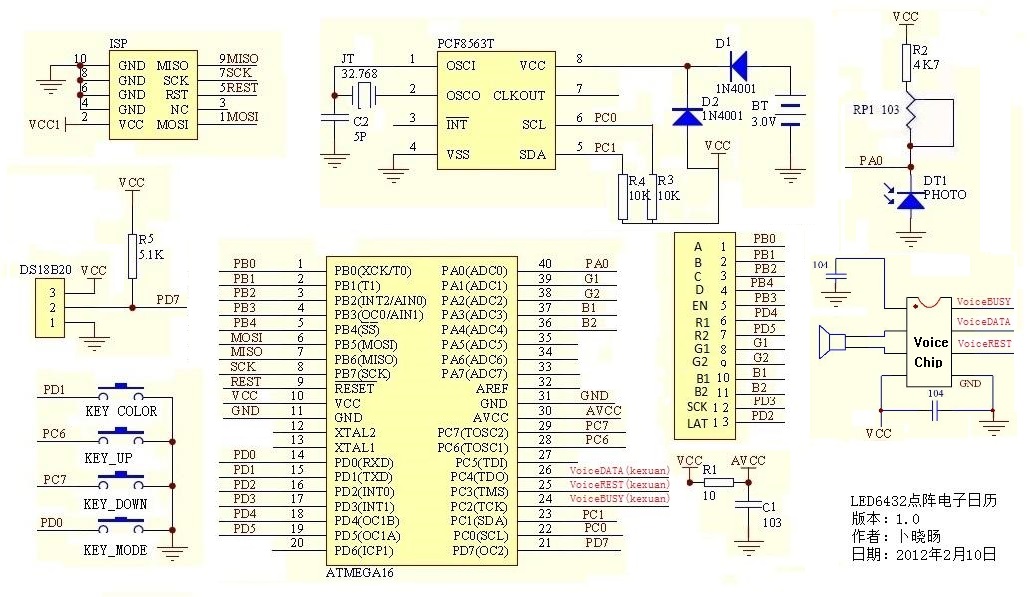 ISP
10 GND MISO 9 MISO
8 GND SCK 7 SCK
6 GND RST 5 REST
4 GND NC 3
VCC1 2 VCC MOSI 1 MOSI
PCF8563T
JT
32.768
C2
5P
1 OSCI VCC 8
2 OSCO CLKOUT 7
3 INT SCL 6 PC0
4 VSS SDA 5 PC1
R4
10K
R3
10K
D1
1N4001
D2
1N4001
BT
3.0V
VCC
VCC
R2
4K7
RP1 103
PA0
DT1
PHOTO
VCC
R5
5.1K
DS18B20
VCC
3
2
1
PD7
PB0 1 PB0(XCK/T0) PA0(ADC0) 40 PA0
PB1 2 PB1(T1) PA1(ADC1) 39 G1
PB2 3 PB2(INT2/AIN0) PA2(ADC2) 38 G2
PB3 4 PB3(OC0/AIN1) PA3(ADC3) 37 B1
PB4 5 PB4(SS) PA4(ADC4) 36 B2
MOSI 6 PB5(MOSI) PA5(ADC5) 35
MISO 7 PB6(MISO) PA6(ADC6) 34
SCK 8 PB7(SCK) PA7(ADC7) 33
REST 9 RESET AREF 32
VCC 10 VCC GND 31 GND
GND 11 GND AVCC 30 AVCC
12 XTAL2 PC7(TOSC2) 29 PC7
13 XTAL1 PC6(TOSC1) 28 PC6
PD0 14 PD0(RXD) PC5(TDI) 27
PD1 15 PD1(TXD) PC4(TDO) 26 VoiceDATA(kexuan)
PD2 16 PD2(INT0) PC3(TMS) 25 VoiceREST(kexuan)
PD3 17 PD3(INT1) PC2(TCK) 24 VoiceBUSY(kexuan)
PD4 18 PD4(OC1B) PC1(SDA) 23 PC1
PD5 19 PD5(OC1A) PC0(SCL) 22 PC0
20 PD6(ICP1) PD7(OC2) 21 PD7
ATMEGA16
A 1 PB0
B 2 PB1
C 3 PB2
D 4 PB4
EN 5 PB3
R1 6 PD4
R2 7 PD5
G1 8 G1
G2 9 G2
B1 10 B1
B2 11 B2
SCK 12 PD3
LAT 13 PD2
104
Voice
Chip
VoiceBUSY
VoiceDATA
VoiceREST
GND
104
VCC
PD1
KEY COLOR
PC6
KEY_UP
PC7
KEY_DOWN
PD0
KEY_MODE
VCC R1 AVCC
10
C1
103
LED6432点阵电子日历
版本：1.0
作者：卜晓旸
日期：2012年2月10日